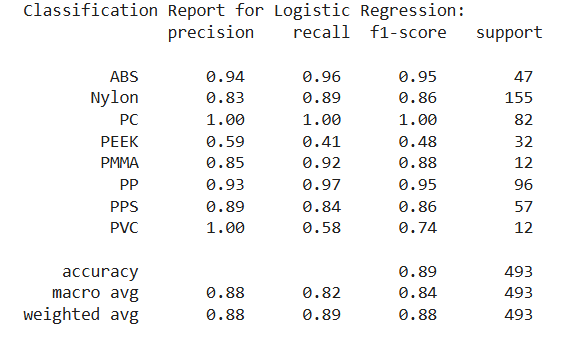 Classification Report for Logistic Regression:
precision recall f1-score support
ABS 0.94 0.96 0.95 47
Nylon 0.83 0.89 0.86 155
PC 1.00 1.00 1.00 82
PEEK 0.59 0.41 0.48 32
PMMA 0.85 0.92 0.88 12
PP 0.93 0.97 0.95 96
PPS 0.89 0.84 0.86 57
PVC 1.00 0.58 0.74 12
accuracy 0.89 493
macro avg 0.88 0.82 0.84 493
weighted avg 0.88 0.89 0.88 493